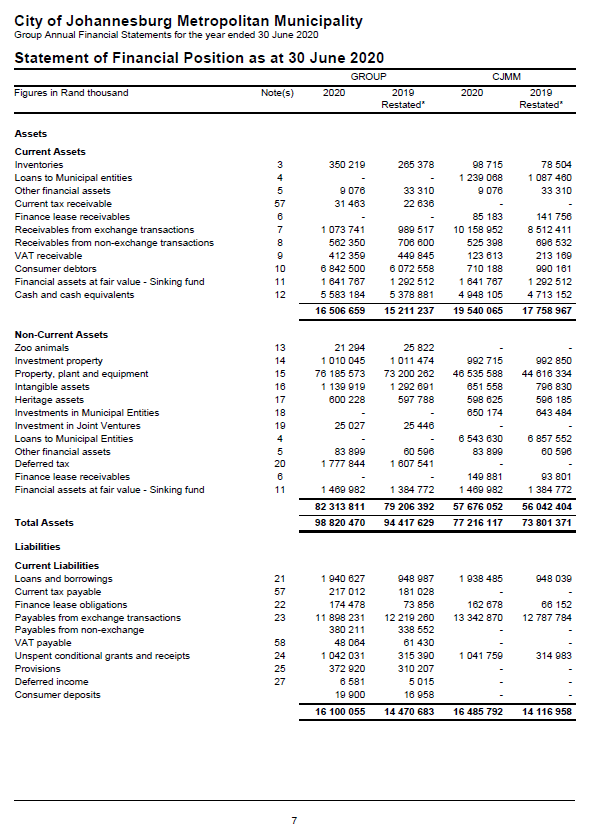 City of Johannesburg Metropolitan Municipality
Group Annual Financial Statements for the year ended 30 June 2020
Statement of Financial Position as at 30 June 2020
GROUP CJMM
Figures in Rand thousand Note(s) 2020 2019 2020 2019
Restated* Restated*
Assets
Current Assets
Inventories 3 350 219 265 378 98 715 78 504
Loans to Municipal entities 4 - - 1 239 068 1 087 460
Other financial assets 5 9 076 33 310 9 076 33 310
Current tax receivable 57 31 463 22 636 - -
Finance lease receivables 6 - - 85 183 141 756
Receivables from exchange transactions 7 1 073 741 989 517 10 158 952 8 512 411
Receivables from non-exchange transactions 8 562 350 706 600 525 398 696 532
VAT receivable 9 412 359 449 845 123 613 213 169
Consumer debtors 10 6 842 500 6 072 558 710 188 990 161
Financial assets at fair value - Sinking fund 11 1 641 767 1 292 512 1 641 767 1 292 512
Cash and cash equivalents 12 5 583 184 5 378 881 4 948 105 4 713 152
16 506 659 15 211 237 19 540 065 17 758 967
Non-Current Assets
Zoo animals 13 21 294 25 822 - -
Investment property 14 1 010 045 1 011 474 992 715 992 850
Property, plant and equipment 15 76 185 573 73 200 262 46 535 588 44 616 334
Intangible assets 16 1 139 919 1 292 691 651 558 796 830
Heritage assets 17 600 228 597 788 598 625 596 185
Investments in Municipal Entities 18 - - 650 174 643 484
Investment in Joint Ventures 19 25 027 25 446 - -
Loans to Municipal Entities 4 - - 6 543 630 6 857 552
Other financial assets 5 83 899 60 596 83 899 60 596
Deferred tax 20 1 777 844 1 607 541 - -
Finance lease receivables 6 - - 149 881 93 801
Financial assets at fair value - Sinking fund 11 1 469 982 1 384 772 1 469 982 1 384 772
82 313 811 79 206 392 57 676 052 56 042 404
Total Assets 98 820 470 94 417 629 77 216 117 73 801 371
Liabilities
Current Liabilities
Loans and borrowings 21 1 940 627 948 987 1 938 485 948 039
Current tax payable 57 217 012 181 028 - -
Finance lease obligations 22 174 478 73 856 162 678 66 152
Payables from exchange transactions 23 11 898 231 12 219 260 13 342 870 12 787 784
Payables from non-exchange 380 211 338 552 - -
VAT payable 58 48 064 61 430 - -
Unspent conditional grants and receipts 24 1 042 031 315 390 1 041 759 314 983
Provisions 25 372 920 310 207 - -
Deferred income 27 6 581 5 015 - -
Consumer deposits 19 900 16 958 - -
16 100 055 14 470 683 16 485 792 14 116 958
7